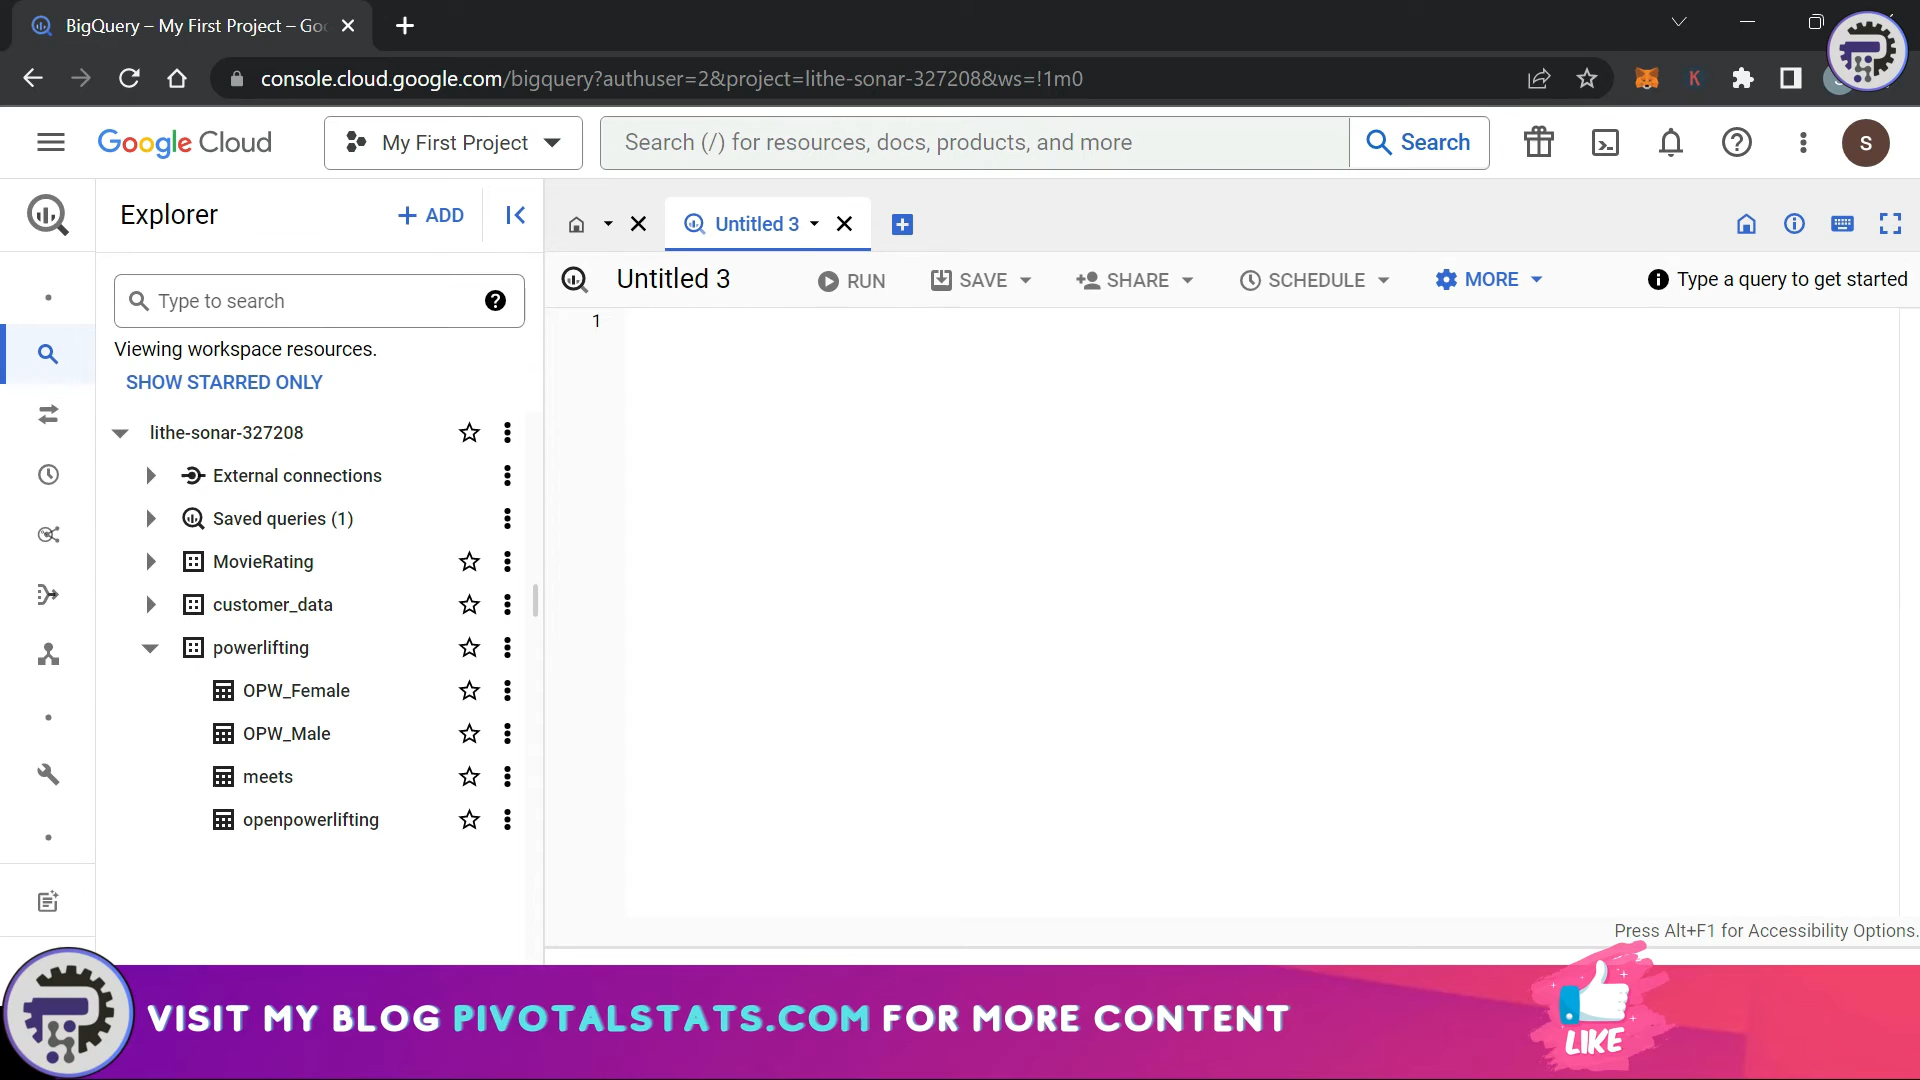 BigQuery – My First Project – Goo
console.cloud.google.com/bigquery?authuser=2&project=lithe-sonar-327208&ws=!1m0
K
Google Cloud
My First Project
Search (/) for resources, docs, products, and more
Search
S
Explorer
+ ADD
Untitled 3
Untitled 3
RUN
SAVE
SHARE
SCHEDULE
MORE
Type a query to get started
Type to search
Viewing workspace resources.
SHOW STARRED ONLY
1
lithe-sonar-327208
External connections
Saved queries (1)
MovieRating
customer_data
powerlifting
OPW_Female
OPW_Male
meets
openpowerlifting
Press Alt+F1 for Accessibility Options.
VISIT MY BLOG PIVOTALSTATS.COM FOR MORE CONTENT
LIKE